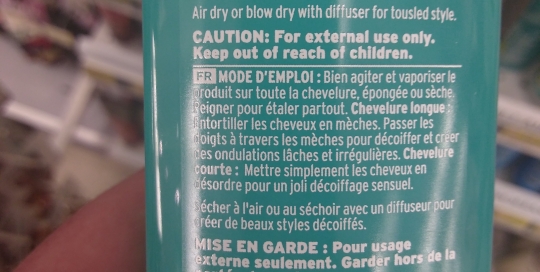 Air dry or blow dry with diffuser for tousled style.
CAUTION: For external use only.
Keep out of reach of children.
FR MODE D'EMPLOI : Bien agiter et vaporiser le
produit sur toute la chevelure, épongée ou sèche.
Peigner pour étaler partout. Chevelure longue :
Entortiller les cheveux en mèches. Passer les
doigts à travers les mèches pour décoiffer et créer
des ondulations lâches et irrégulières. Chevelure
courte : Mettre simplement les cheveux en
désordre pour un joli décoiffage sensuel.
Sécher à l'air ou au séchoir avec un diffuseur pour
créer de beaux styles décoiffés.
MISE EN GARDE : Pour usage
externe seulement. Garder hors de la